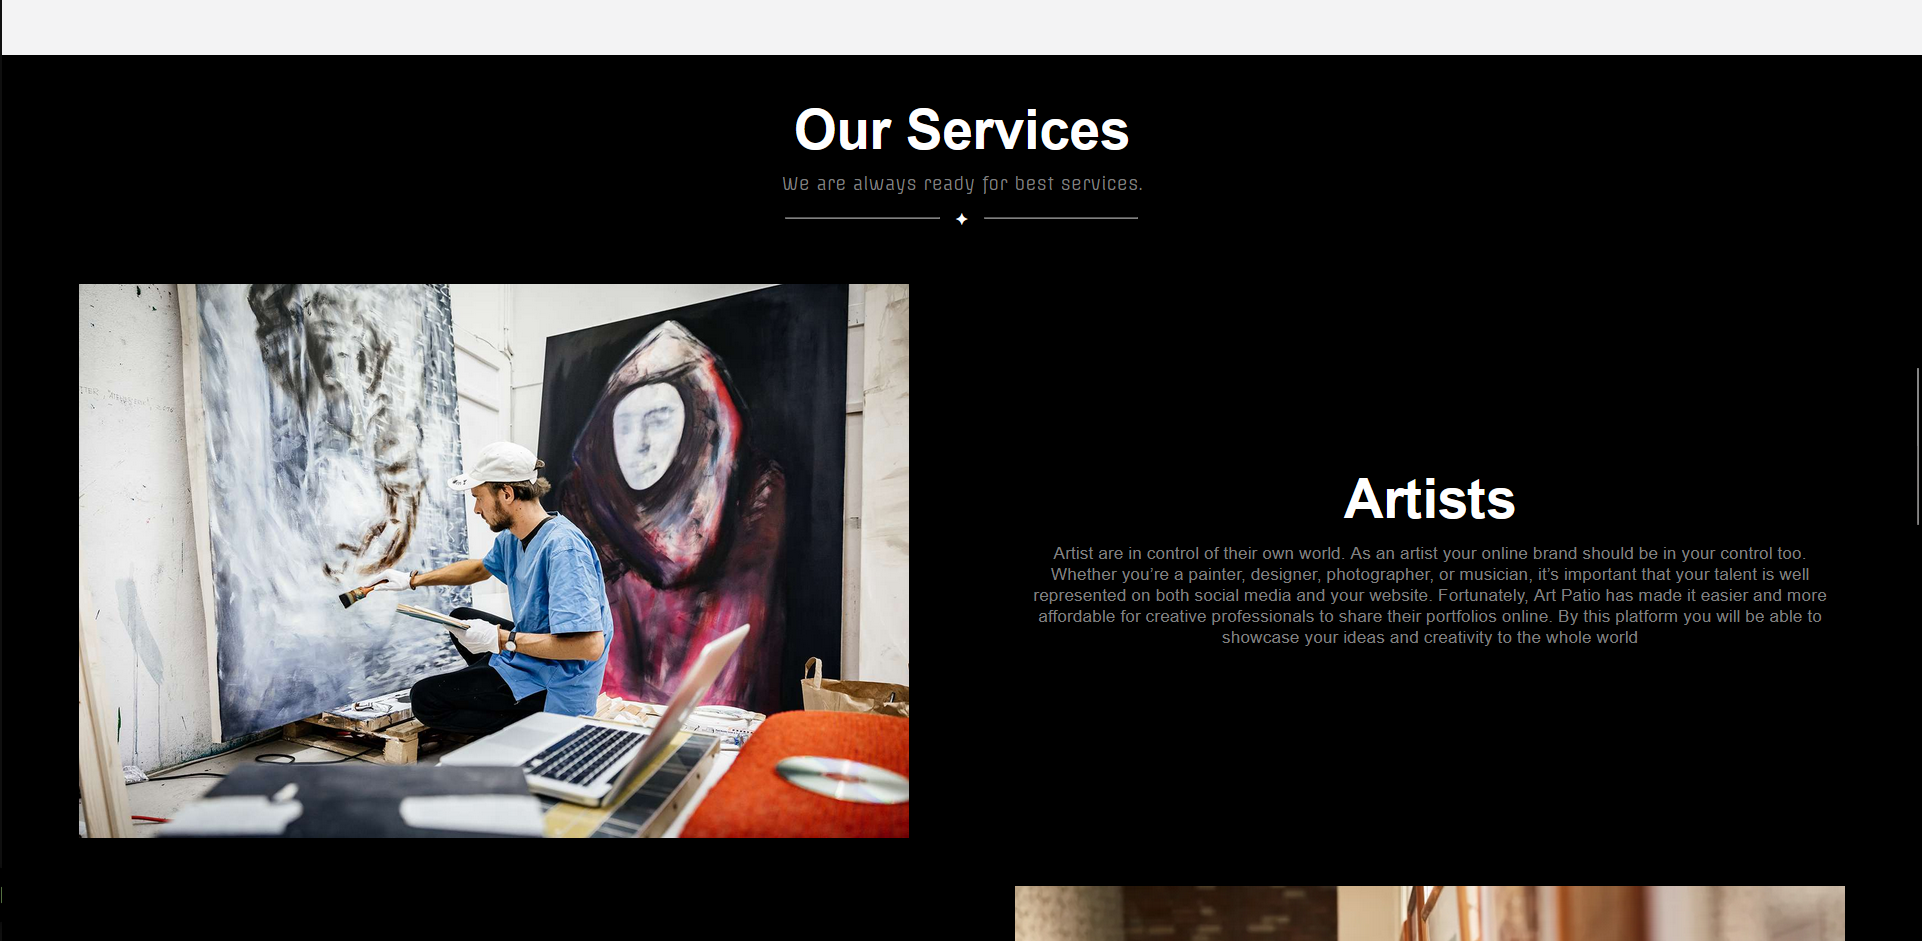 Our Services
We are always ready for best services.
Artists
Artist are in control of their own world. As an artist your online brand should be in your control too.
Whether you’re a painter, designer, photographer, or musician, it’s important that your talent is well
represented on both social media and your website. Fortunately, Art Patio has made it easier and more
affordable for creative professionals to share their portfolios online. By this platform you will be able to
showcase your ideas and creativity to the whole world